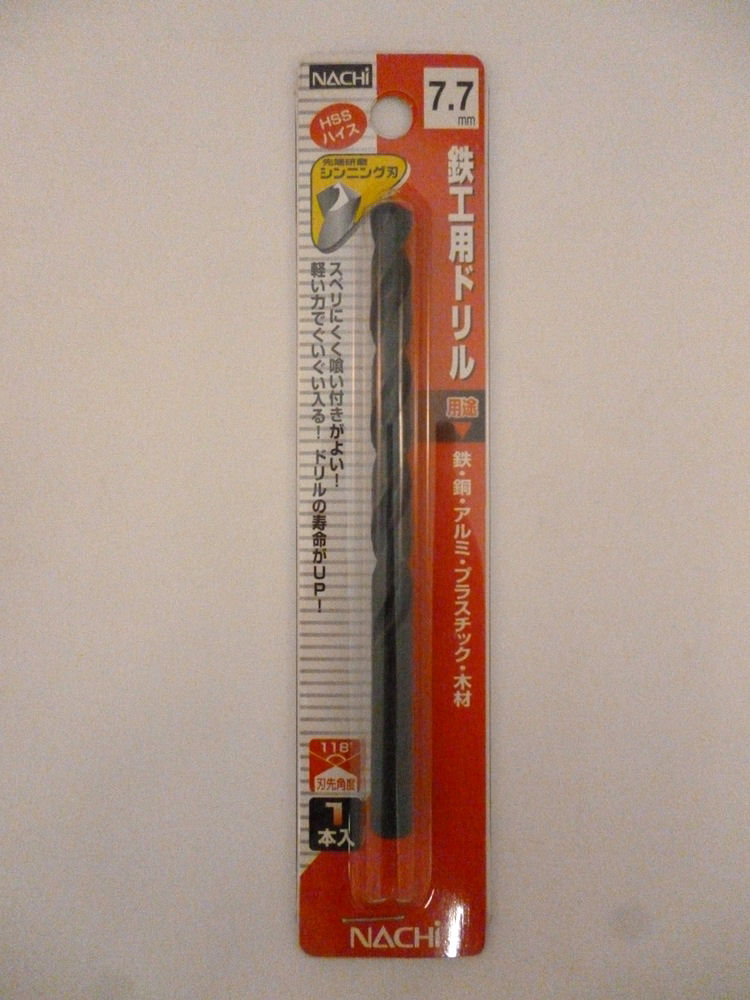 NACHi
7.7
mm
HSS
ハイス
先端研磨
シンニング刃
鉄工用ドリル
スベリにくく喰い付きがよい!
軽い力でぐいぐい入る! ドリルの寿命がUP!
用途
鉄・銅・アルミ・プラスチック・木材
118°
刃先角度
1
本入
NACHi